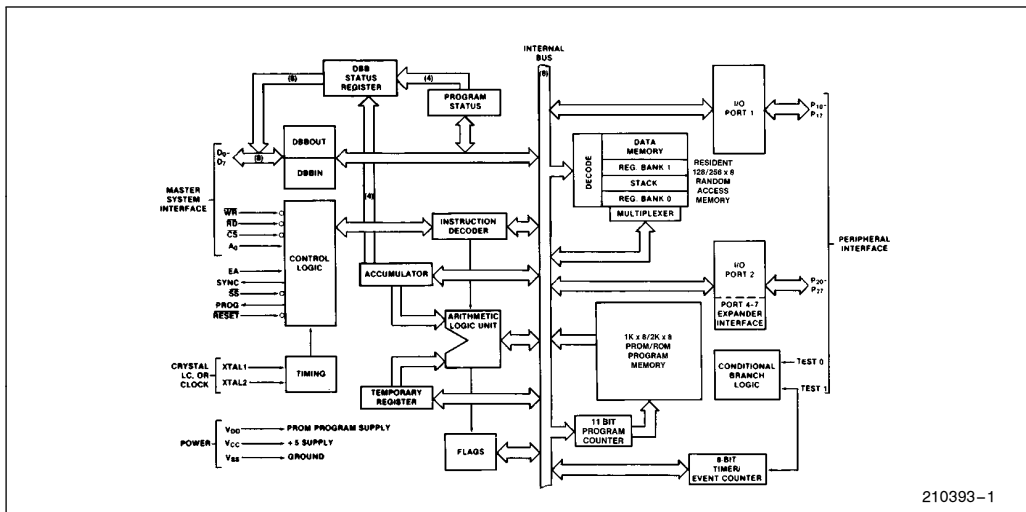 INTERNAL
BUS
(8)
DBB
STATUS
REGISTER
(8)
(4)
PROGRAM
STATUS
I/O
PORT 1
P10-
P17
D0-
D7
(8)
DBBOUT
DBBIN
DECODE
DATA
MEMORY
REG. BANK 1
STACK
REG. BANK 0
MULTIPLEXER
RESIDENT
128/256 x 8
RANDOM
ACCESS
MEMORY
MASTER
SYSTEM
INTERFACE
WR
RD
CS
A0
EA
SYNC
SS
PROG
RESET
CONTROL
LOGIC
(4)
INSTRUCTION
DECODER
PERIPHERAL
INTERFACE
ACCUMULATOR
I/O
PORT 2
PORT 4-7
EXPANDER
INTERFACE
P20-
P27
ARITHMETIC
LOGIC UNIT
1K x 8/2K x 8
PROM/ROM
PROGRAM
MEMORY
CRYSTAL
LC, OR
CLOCK
XTAL1
XTAL2
TIMING
TEMPORARY
REGISTER
CONDITIONAL
BRANCH
LOGIC
TEST 0
TEST 1
POWER
VDD
PROM PROGRAM SUPPLY
VCC
+5 SUPPLY
VSS
GROUND
FLAGS
11 BIT
PROGRAM
COUNTER
8-BIT
TIMER/
EVENT COUNTER
210393-1